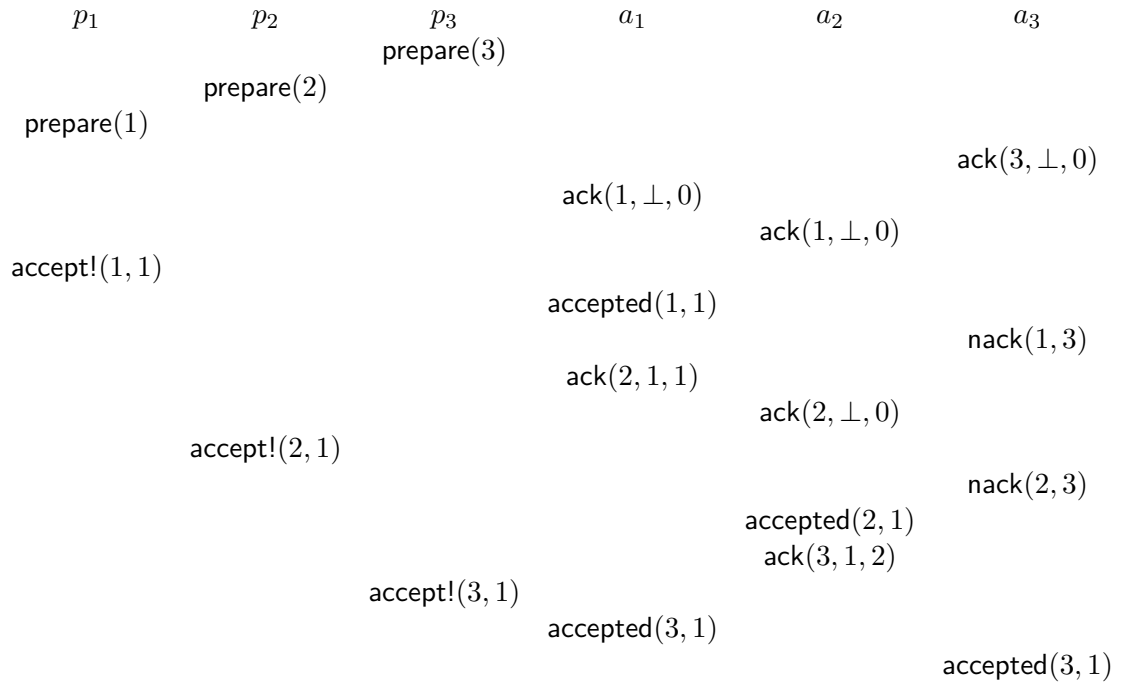 p₁ p₂ p₃ a₁ a₂ a₃
prepare(3)
prepare(2)
prepare(1)
ack(3, ⊥, 0)
ack(1, ⊥, 0)
ack(1, ⊥, 0)
accept!(1, 1)
accepted(1, 1)
nack(1, 3)
ack(2, 1, 1)
ack(2, ⊥, 0)
accept!(2, 1)
nack(2, 3)
accepted(2, 1)
ack(3, 1, 2)
accept!(3, 1)
accepted(3, 1)
accepted(3, 1)